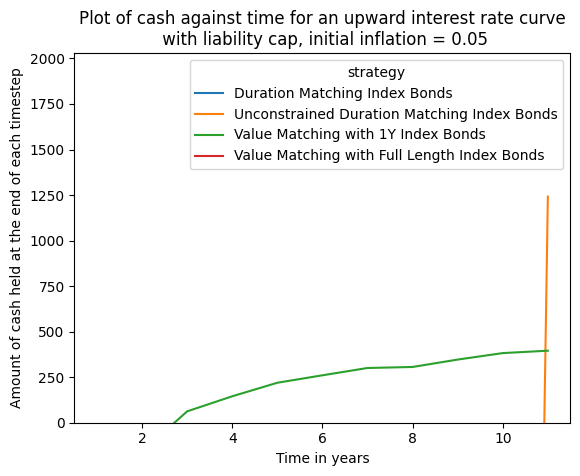 Plot of cash against time for an upward interest rate curve
with liability cap, initial inflation = 0.05
strategy
Duration Matching Index Bonds
Unconstrained Duration Matching Index Bonds
Value Matching with 1Y Index Bonds
Value Matching with Full Length Index Bonds
Amount of cash held at the end of each timestep
2000
1750
1500
1250
1000
750
500
250
0
2 4 6 8 10
Time in years